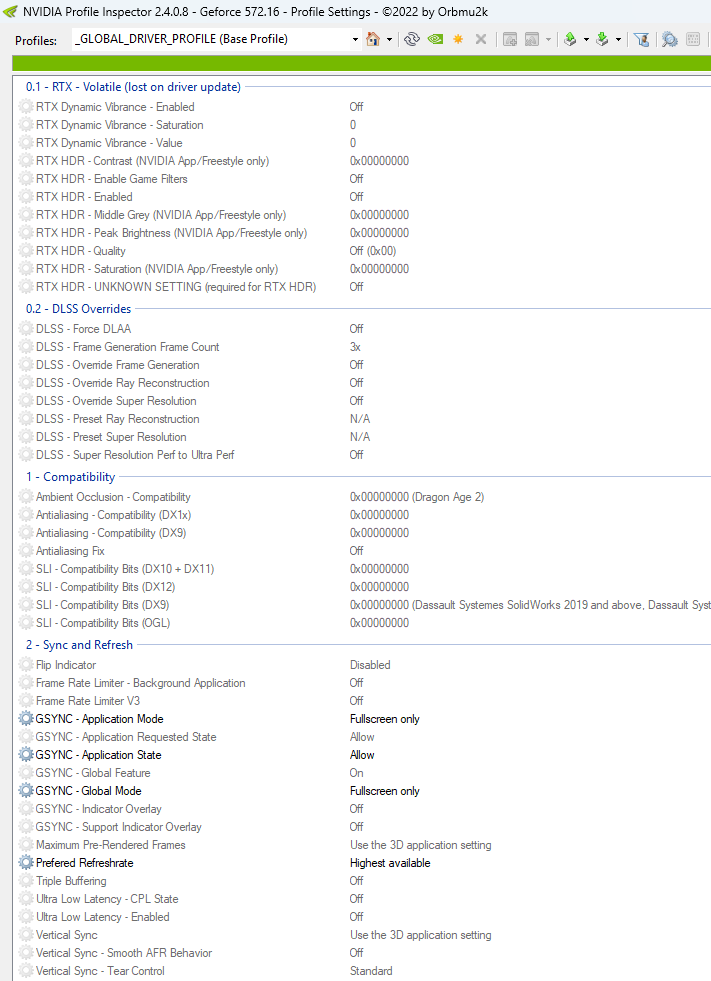 NVIDIA Profile Inspector 2.4.0.8 - Geforce 572.16 - Profile Settings - ©2022 by Orbmu2k
Profiles: _GLOBAL_DRIVER_PROFILE (Base Profile)
0.1 - RTX - Volatile (lost on driver update)
RTX Dynamic Vibrance - Enabled Off
RTX Dynamic Vibrance - Saturation 0
RTX Dynamic Vibrance - Value 0
RTX HDR - Contrast (NVIDIA App/Freestyle only) 0x00000000
RTX HDR - Enable Game Filters Off
RTX HDR - Enabled Off
RTX HDR - Middle Grey (NVIDIA App/Freestyle only) 0x00000000
RTX HDR - Peak Brightness (NVIDIA App/Freestyle only) 0x00000000
RTX HDR - Quality Off (0x00)
RTX HDR - Saturation (NVIDIA App/Freestyle only) 0x00000000
RTX HDR - UNKNOWN SETTING (required for RTX HDR) Off
0.2 - DLSS Overrides
DLSS - Force DLAA Off
DLSS - Frame Generation Frame Count 3x
DLSS - Override Frame Generation Off
DLSS - Override Ray Reconstruction Off
DLSS - Override Super Resolution Off
DLSS - Preset Ray Reconstruction N/A
DLSS - Preset Super Resolution N/A
DLSS - Super Resolution Perf to Ultra Perf Off
1 - Compatibility
Ambient Occlusion - Compatibility 0x00000000 (Dragon Age 2)
Antialiasing - Compatibility (DX1x) 0x00000000
Antialiasing - Compatibility (DX9) 0x00000000
Antialiasing Fix Off
SLI - Compatibility Bits (DX10 + DX11) 0x00000000
SLI - Compatibility Bits (DX12) 0x00000000
SLI - Compatibility Bits (DX9) 0x00000000 (Dassault Systemes SolidWorks 2019 and above, Dassault Syst
SLI - Compatibility Bits (OGL) 0x00000000
2 - Sync and Refresh
Flip Indicator Disabled
Frame Rate Limiter - Background Application Off
Frame Rate Limiter V3 Off
GSYNC - Application Mode Fullscreen only
GSYNC - Application Requested State Allow
GSYNC - Application State Allow
GSYNC - Global Feature On
GSYNC - Global Mode Fullscreen only
GSYNC - Indicator Overlay Off
GSYNC - Support Indicator Overlay Off
Maximum Pre-Rendered Frames Use the 3D application setting
Prefered Refreshrate Highest available
Triple Buffering Off
Ultra Low Latency - CPL State Off
Ultra Low Latency - Enabled Off
Vertical Sync Use the 3D application setting
Vertical Sync - Smooth AFR Behavior Off
Vertical Sync - Tear Control Standard